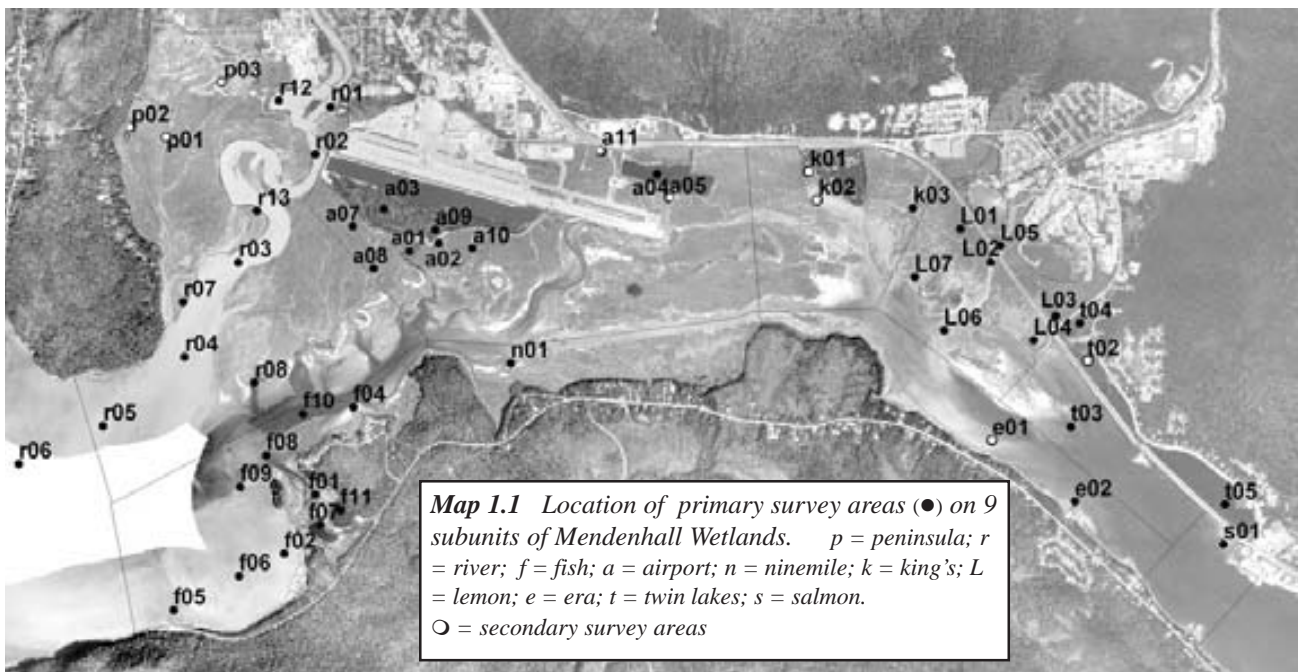 p03
r12
r01
p02
p01
r02
a11
k01
a04
a05
k02
r13
a03
k03
a07
a09
L01
L05
a01
a02
a10
L02
r03
a08
L07
r07
L03
t04
L06
L04
r04
n01
t02
r08
f10
f04
r05
t03
e01
r06
f08
f09
f01
f11
e02
t05
f07
s01
f02
f06
f05
Map 1.1 Location of primary survey areas (●) on 9
subunits of Mendenhall Wetlands. p = peninsula; r
= river; f = fish; a = airport; n = ninemile; k = king's; L
= lemon; e = era; t = twin lakes; s = salmon.
○ = secondary survey areas